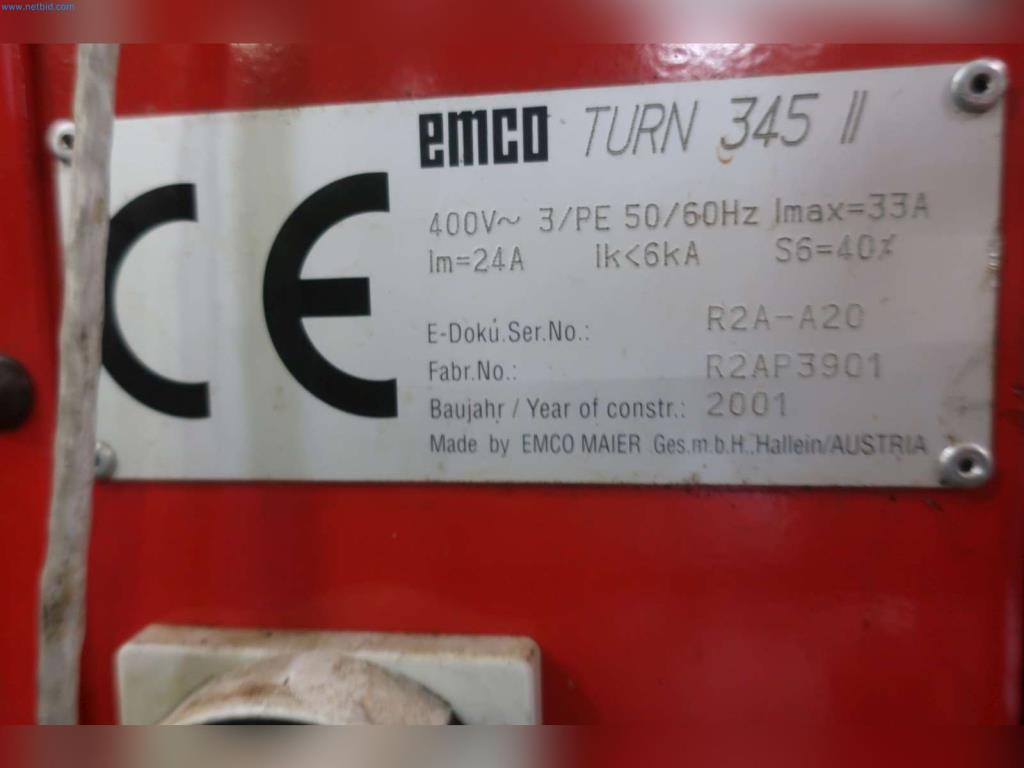 www.netbid.com
emco TURN 345 II
CE
400V~ 3/PE 50/60Hz Imax=33A
Im=24A Ik<6kA S6=40%
E-Doku.Ser.No.: R2A-A20
Fabr.No.: R2AP3901
Baujahr / Year of constr.: 2001
Made by EMCO MAIER Ges.m.b.H., Hallein/AUSTRIA